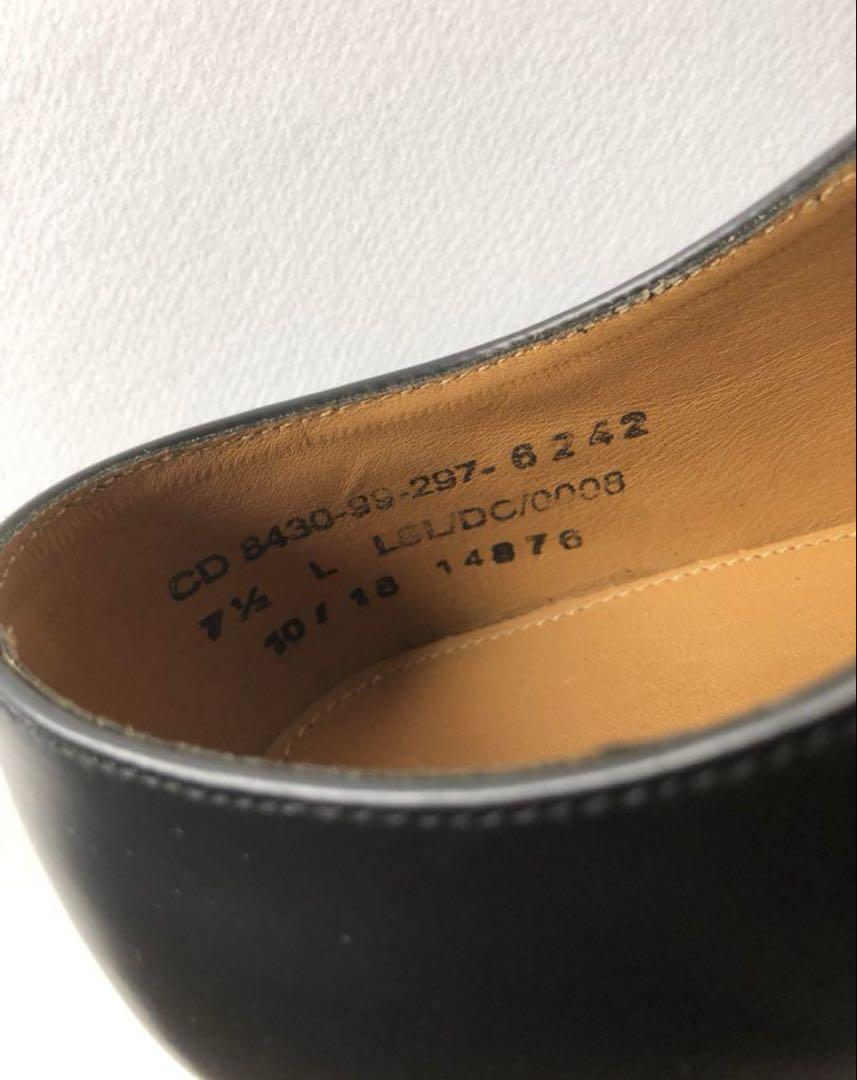 CD 8430-99-297-6242
7½ L LSL/DC/0008
10/18 14876